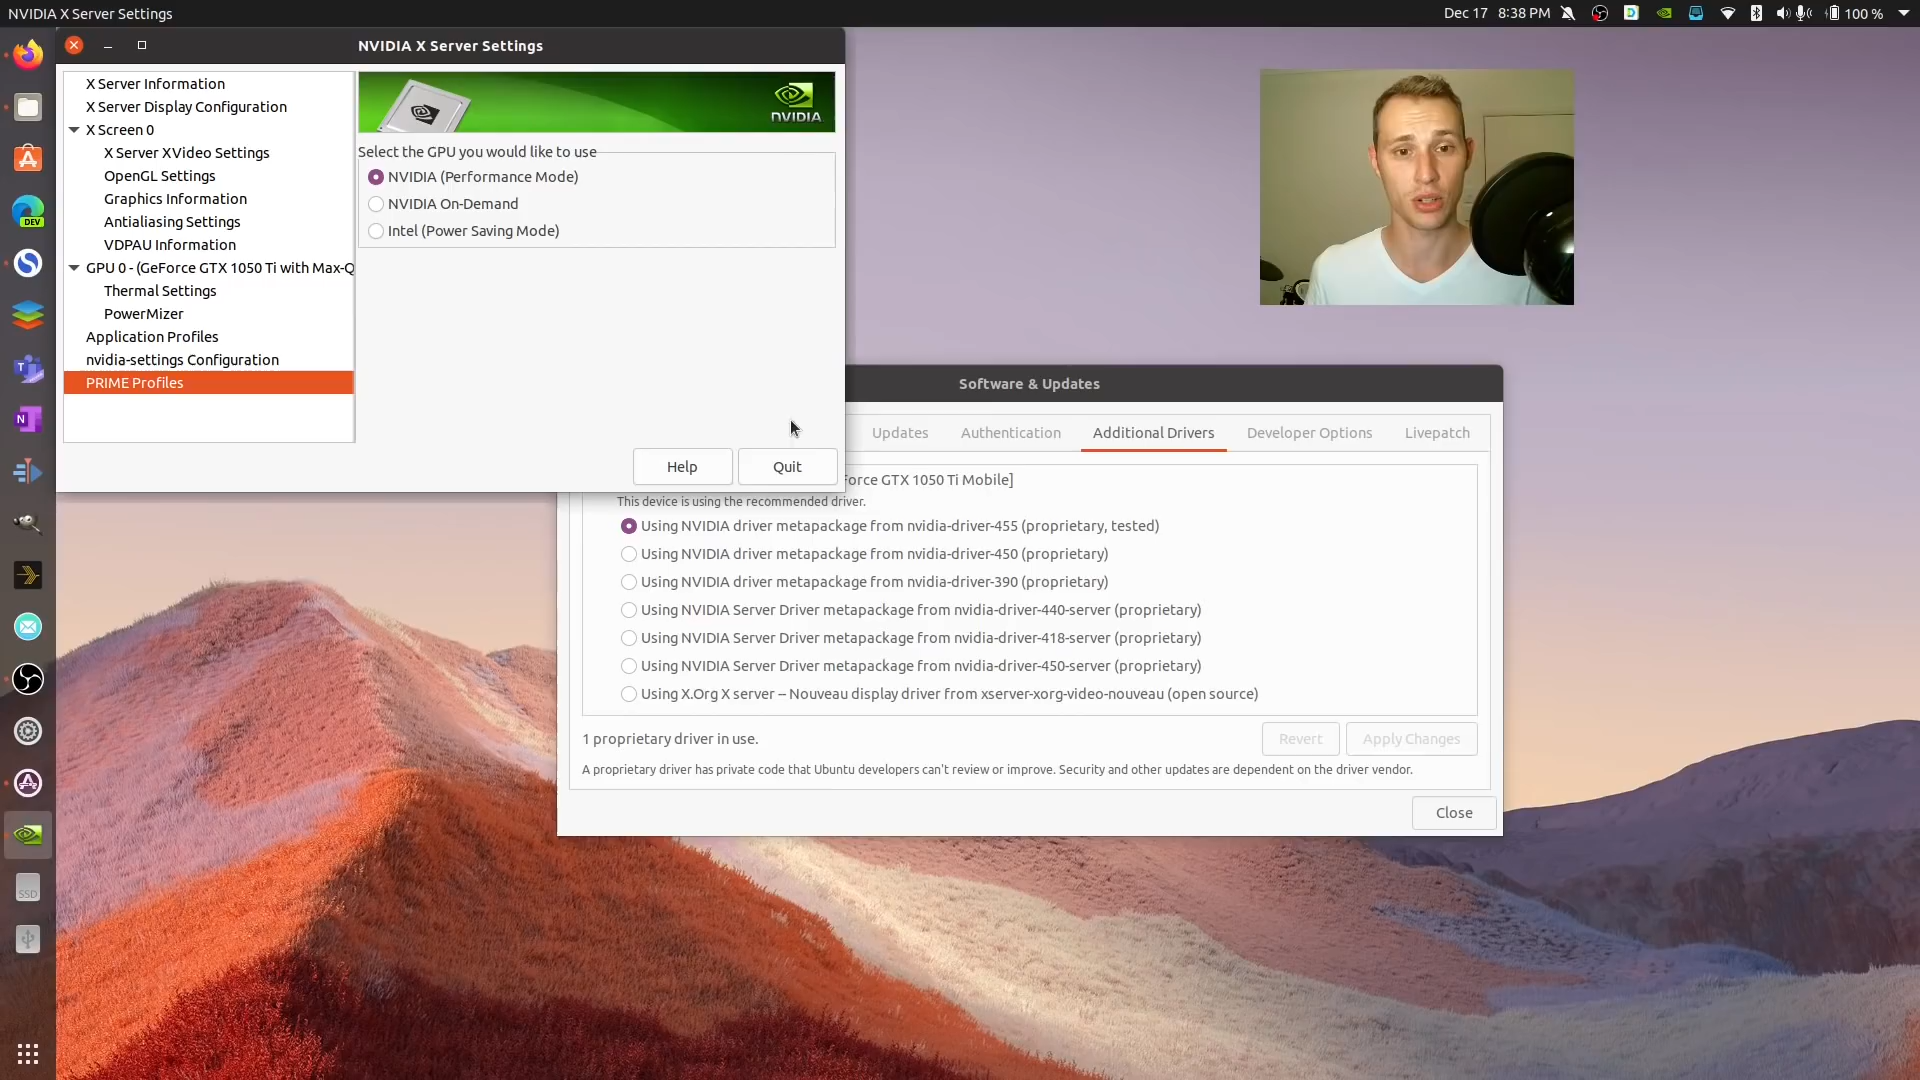 NVIDIA X Server Settings
Dec 17 8:38 PM
100 %
NVIDIA X Server Settings
X Server Information
X Server Display Configuration
X Screen 0
X Server XVideo Settings
OpenGL Settings
Graphics Information
Antialiasing Settings
VDPAU Information
GPU 0 - (GeForce GTX 1050 Ti with Max-Q
Thermal Settings
PowerMizer
Application Profiles
nvidia-settings Configuration
PRIME Profiles
NVIDIA
Select the GPU you would like to use
NVIDIA (Performance Mode)
NVIDIA On-Demand
Intel (Power Saving Mode)
Help
Quit
Software & Updates
Updates
Authentication
Additional Drivers
Developer Options
Livepatch
Force GTX 1050 Ti Mobile]
This device is using the recommended driver.
Using NVIDIA driver metapackage from nvidia-driver-455 (proprietary, tested)
Using NVIDIA driver metapackage from nvidia-driver-450 (proprietary)
Using NVIDIA driver metapackage from nvidia-driver-390 (proprietary)
Using NVIDIA Server Driver metapackage from nvidia-driver-440-server (proprietary)
Using NVIDIA Server Driver metapackage from nvidia-driver-418-server (proprietary)
Using NVIDIA Server Driver metapackage from nvidia-driver-450-server (proprietary)
Using X.Org X server – Nouveau display driver from xserver-xorg-video-nouveau (open source)
1 proprietary driver in use.
Revert
Apply Changes
A proprietary driver has private code that Ubuntu developers can't review or improve. Security and other updates are dependent on the driver vendor.
Close
DEV
T
N
SSD